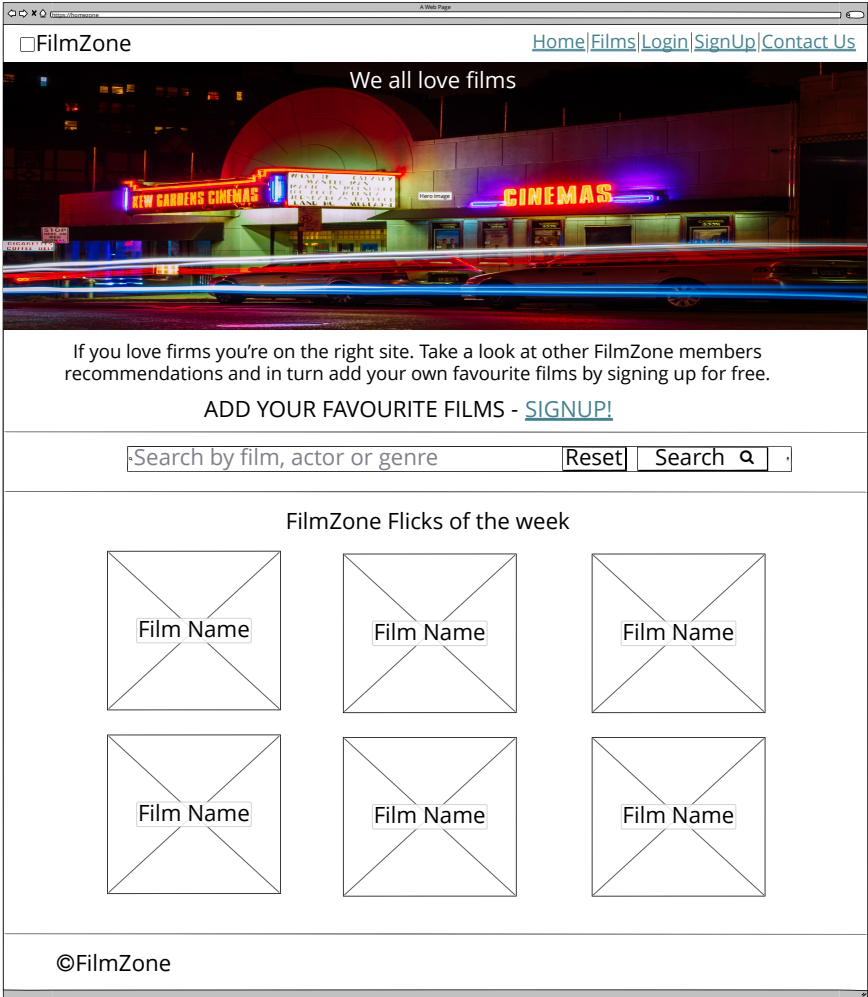 A Web Page
https://homezone
FilmZone
Home|Films|Login|SignUp|Contact Us
We all love films
KEW GARDENS CINEMAS
CINEMAS
Hero Image
STOP
If you love firms you're on the right site. Take a look at other FilmZone members
recommendations and in turn add your own favourite films by signing up for free.
ADD YOUR FAVOURITE FILMS - SIGNUP!
Search by film, actor or genre
Reset
Search
FilmZone Flicks of the week
Film Name
Film Name
Film Name
Film Name
Film Name
Film Name
©FilmZone